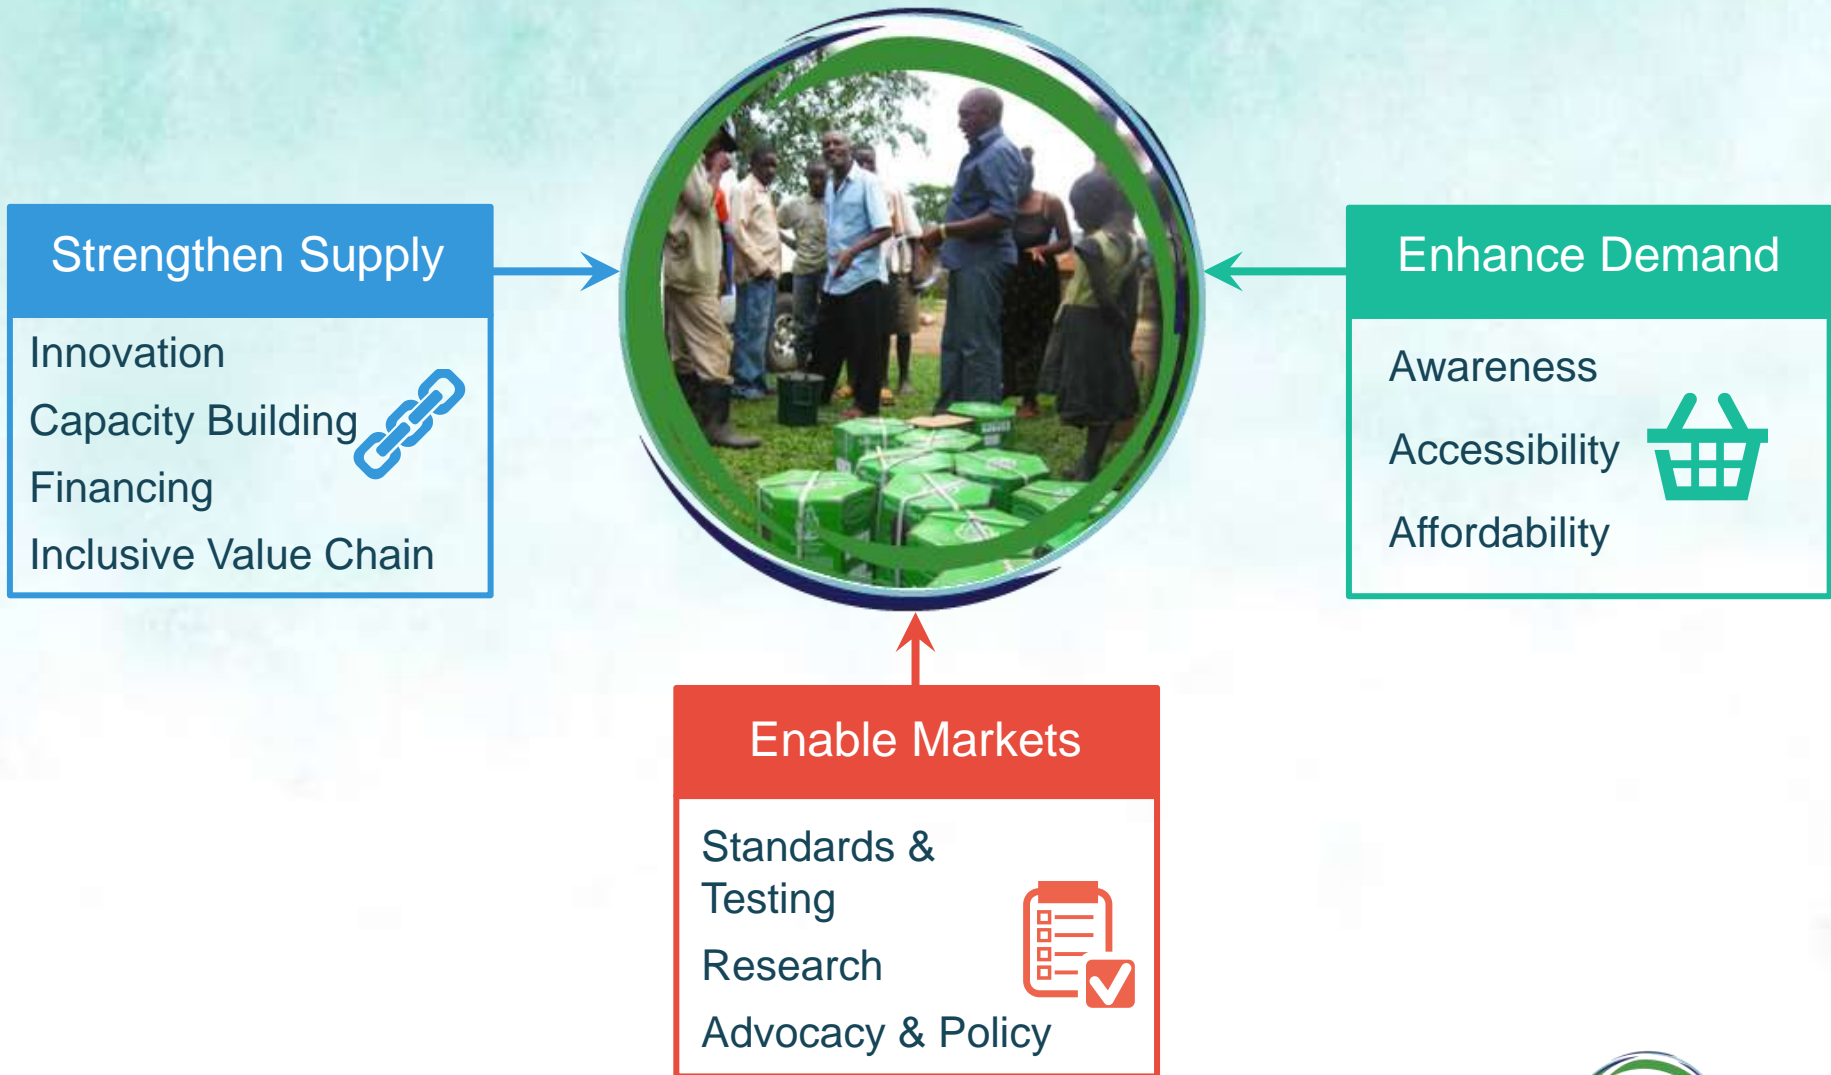 Strengthen Supply
Innovation
Capacity Building
Financing
Inclusive Value Chain
Enhance Demand
Awareness
Accessibility
Affordability
Enable Markets
Standards &
Testing
Research
Advocacy & Policy